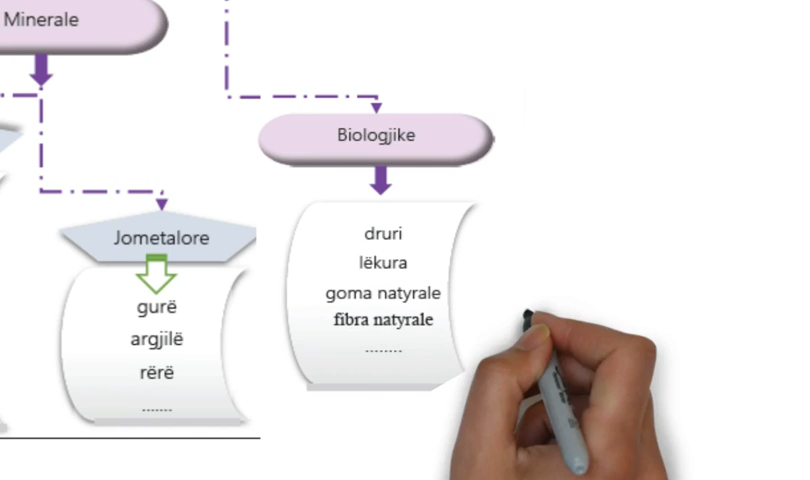 Minerale
Biologjike
Jometalore
gurë
argjilë
rërë
.......
druri
lëkura
goma natyrale
fibra natyrale
........